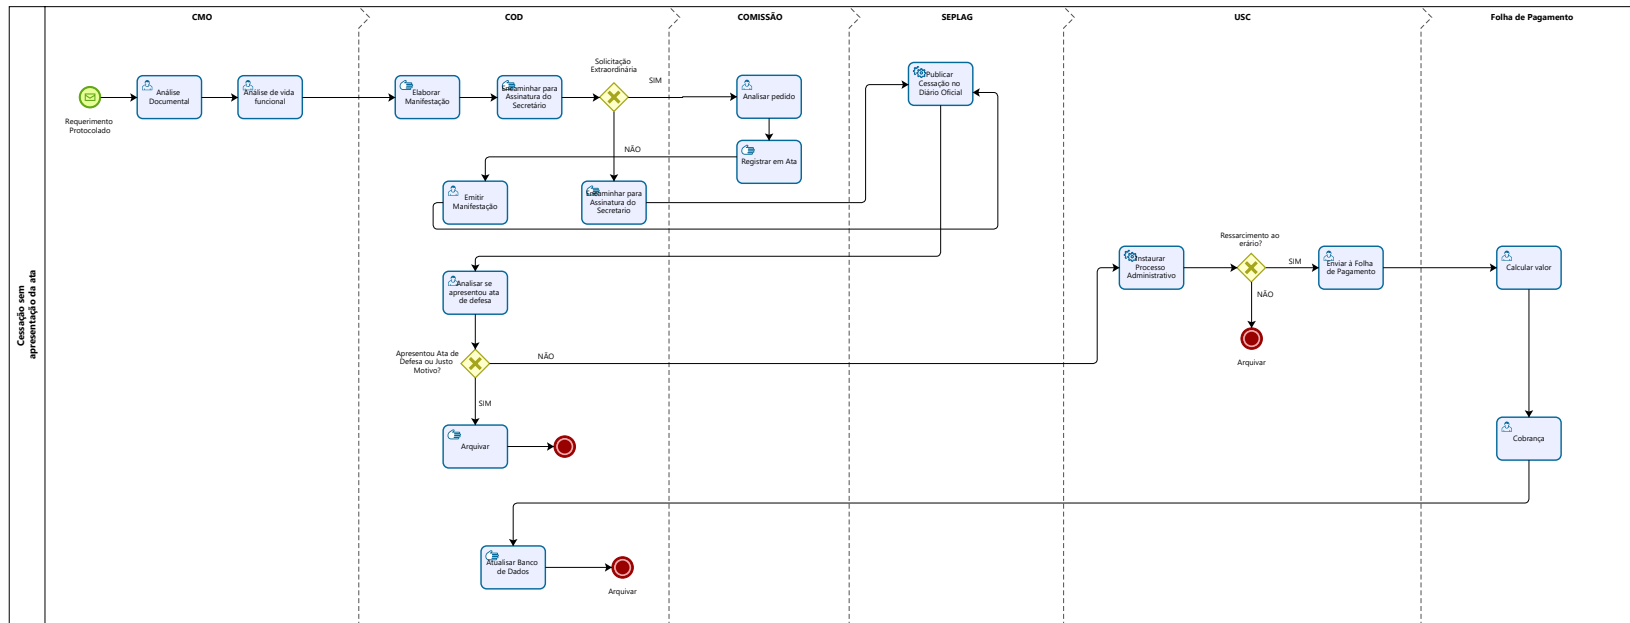 CMO
COD
COMISSÃO
SEPLAG
USC
Folha de Pagamento
Cessação sem
apresentação da ata
Requerimento
Protocolado
Análise
Documental
Análise de vida
funcional
Elaborar
Manifestação
Encaminhar para
Assinatura do
Secretário
Solicitação
Extraordinária
SIM
NÃO
Analisar pedido
Registrar em Ata
Emitir
Manifestação
Encaminhar para
Assinatura do
Secretario
Publicar
Cessação no
Diário Oficial
Analisar se
apresentou ata
de defesa
Apresentou Ata de
Defesa ou Justo
Motivo?
NÃO
SIM
Arquivar
Instaurar
Processo
Administrativo
Ressarcimento ao
erário?
SIM
NÃO
Arquivar
Enviar à Folha
de Pagamento
Calcular valor
Cobrança
Atualisar Banco
de Dados
Arquivar